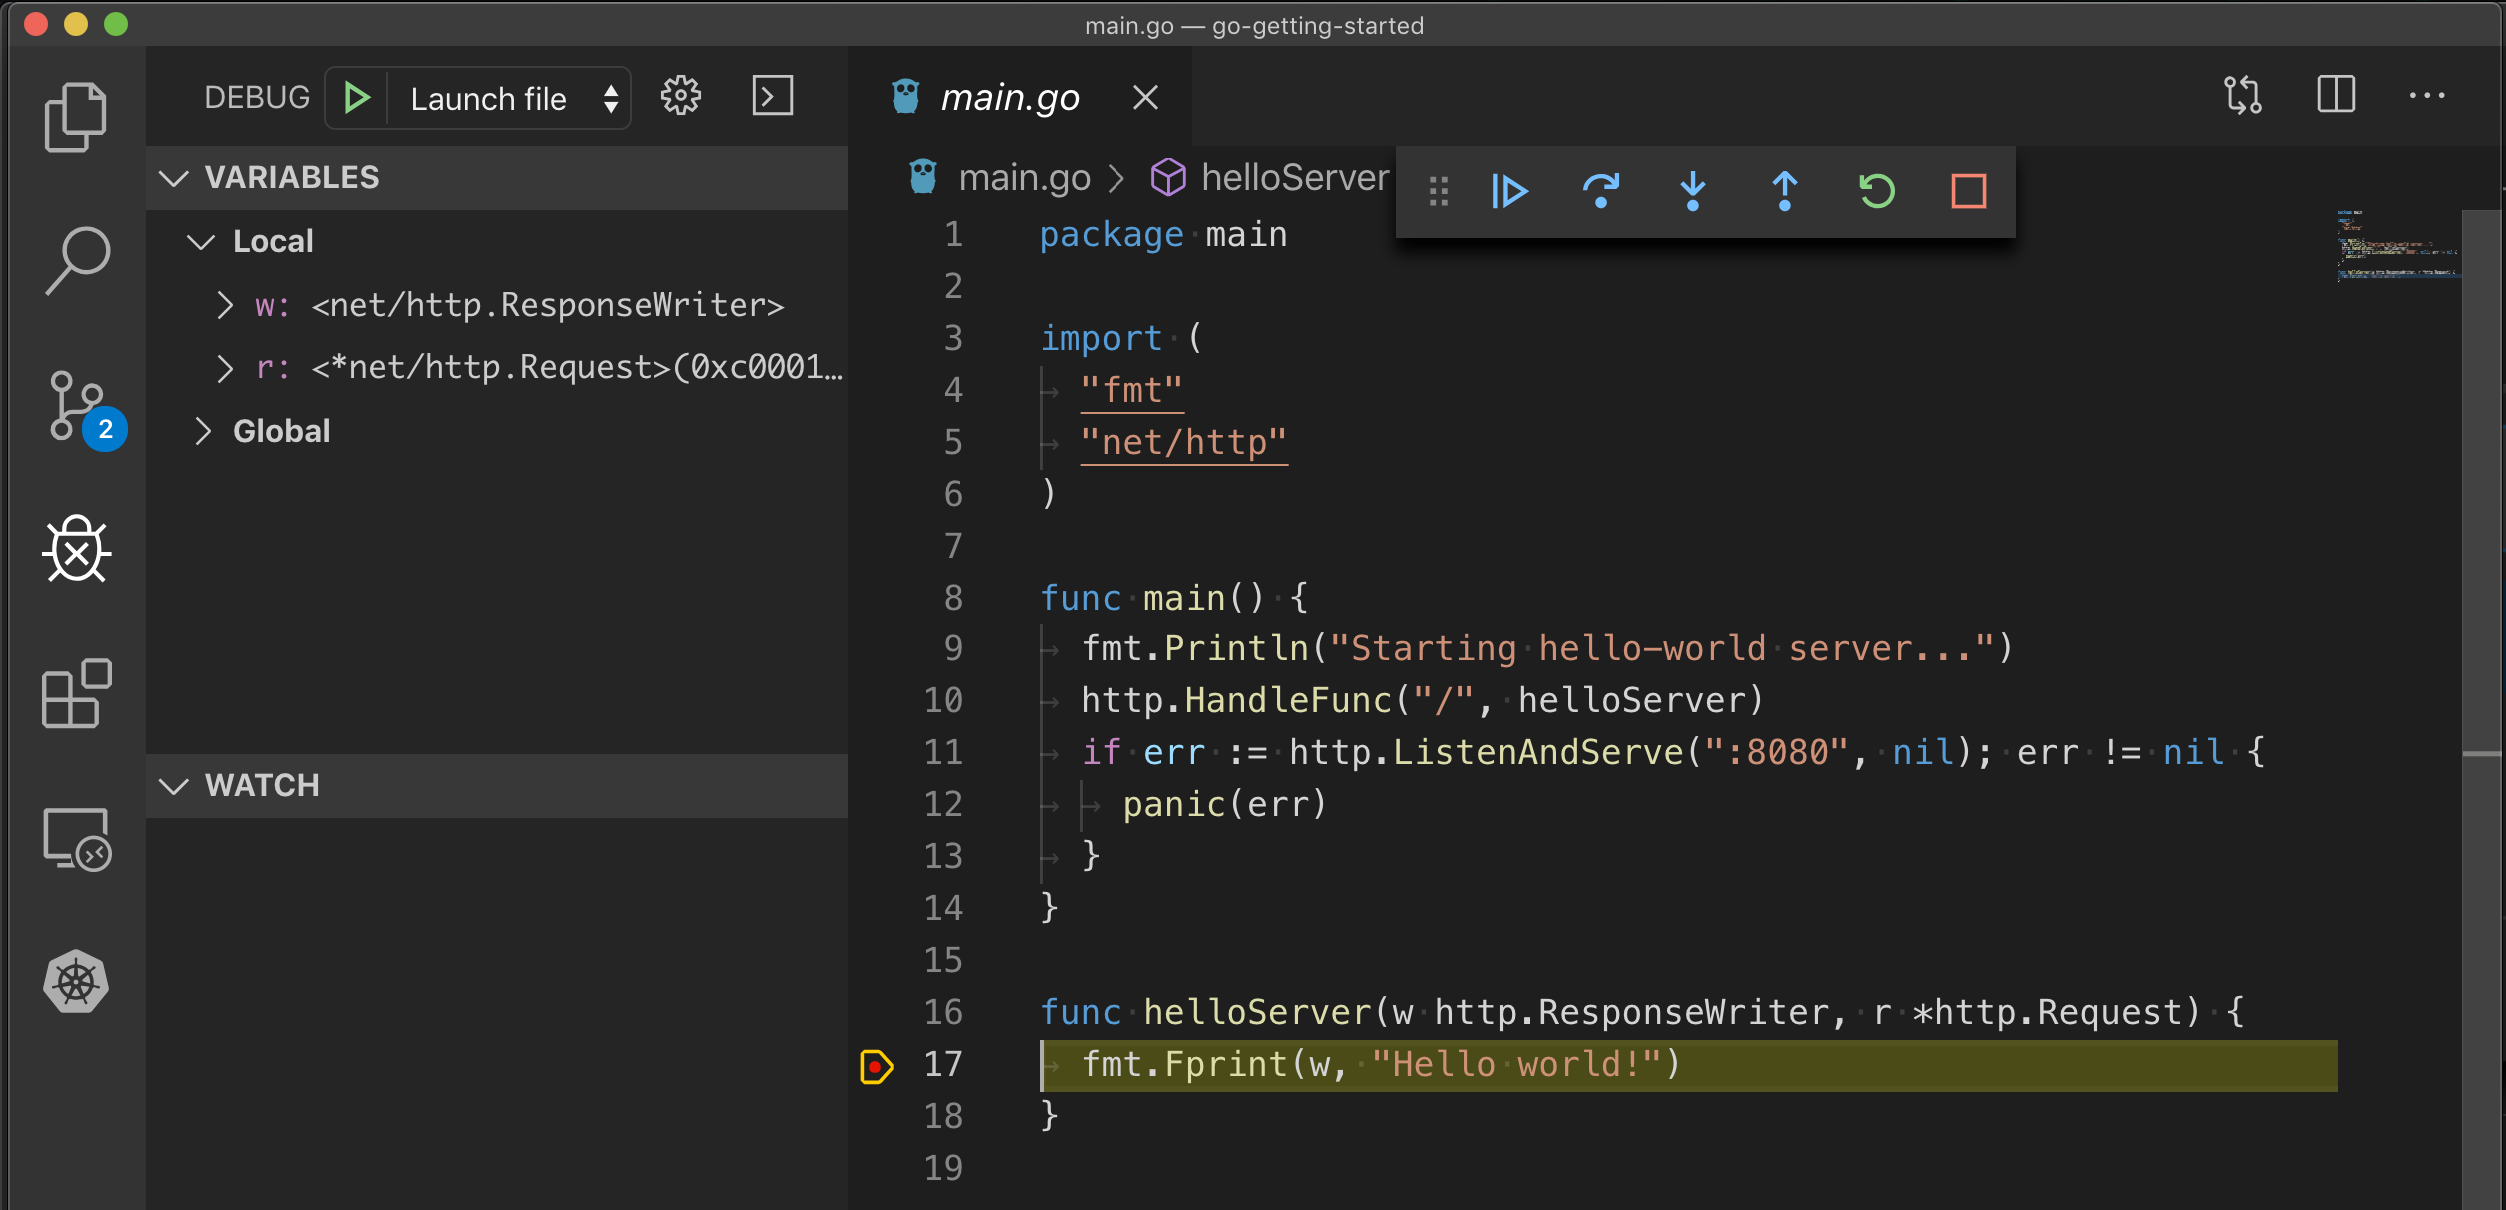 main.go — go-getting-started
DEBUG Launch file
VARIABLES
Local
w: <net/http.ResponseWriter>
r: <*net/http.Request>(0xc0001…
Global
2
WATCH
main.go
main.go helloServer
1 package main
2
3 import (
4 "fmt"
5 "net/http"
6 )
7
8 func main() {
9 fmt.Println("Starting hello-world server...")
10 http.HandleFunc("/", helloServer)
11 if err := http.ListenAndServe(":8080", nil); err != nil {
12 panic(err)
13 }
14 }
15
16 func helloServer(w http.ResponseWriter, r *http.Request) {
17 fmt.Fprint(w, "Hello world!")
18 }
19